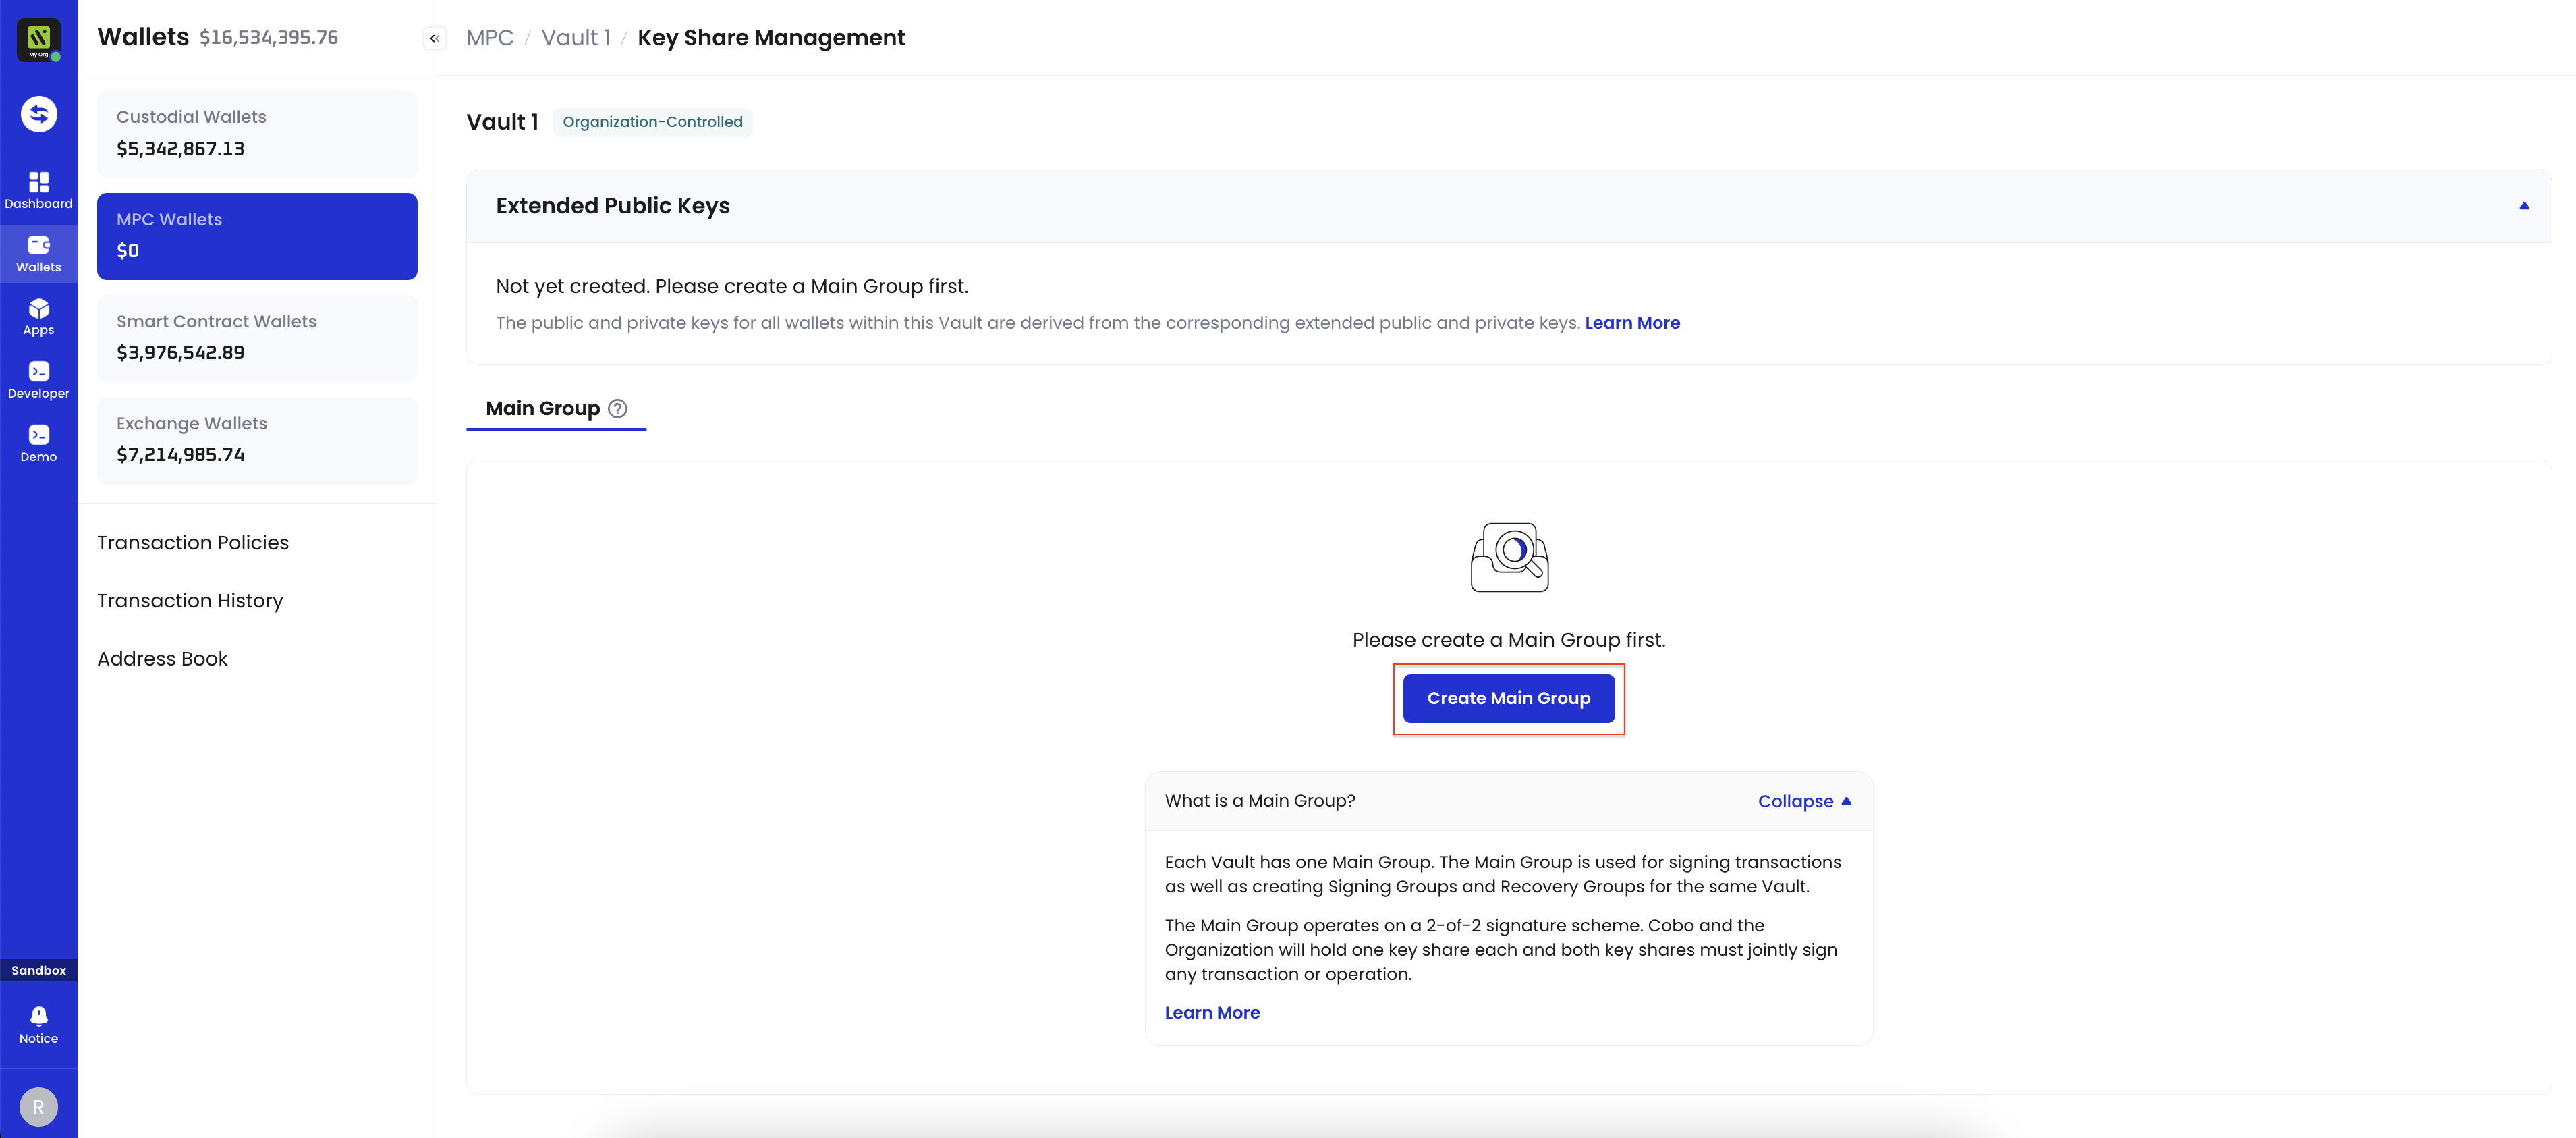 My Org
Dashboard
Wallets
Apps
Developer
Demo
Sandbox
Notice
R
Wallets $16,534,395.76
Custodial Wallets
$5,342,867.13
MPC Wallets
$0
Smart Contract Wallets
$3,976,542.89
Exchange Wallets
$7,214,985.74
Transaction Policies
Transaction History
Address Book
MPC / Vault 1 / Key Share Management
Vault 1 Organization-Controlled
Extended Public Keys
Not yet created. Please create a Main Group first.
The public and private keys for all wallets within this Vault are derived from the corresponding extended public and private keys. Learn More
Main Group ?
Please create a Main Group first.
Create Main Group
What is a Main Group? Collapse
Each Vault has one Main Group. The Main Group is used for signing transactions
as well as creating Signing Groups and Recovery Groups for the same Vault.
The Main Group operates on a 2-of-2 signature scheme. Cobo and the
Organization will hold one key share each and both key shares must jointly sign
any transaction or operation.
Learn More